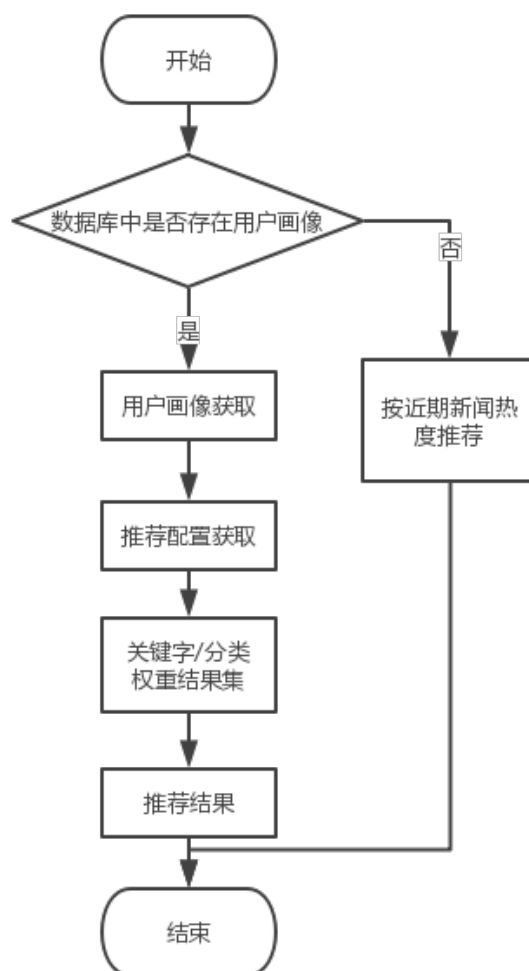 开始
数据库中是否存在用户画像
否
是
用户画像获取
按近期新闻热
度推荐
推荐配置获取
关键字/分类
权重结果集
推荐结果
结束